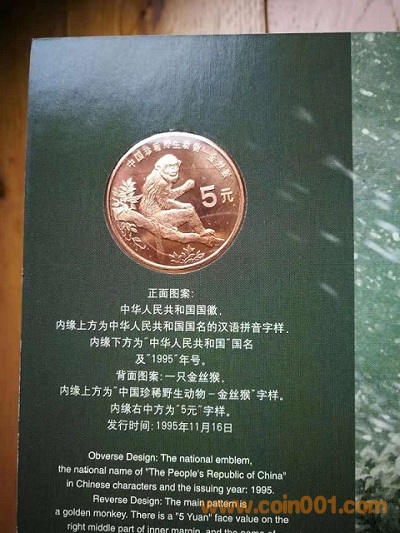 中国珍稀野生动物-金丝猴
5元
正面图案：
中华人民共和国国徽，
内缘上方为中华人民共和国国名的汉语拼音字样，
内缘下方为"中华人民共和国"国名
及"1995"年号。
背面图案：一只金丝猴，
内缘上方为"中国珍稀野生动物－金丝猴"字样。
内缘右中方为"5元"字样。
发行时间：1995年11月16日
Obverse Design: The national emblem,
the national name of "The People's Republic of China"
in Chinese characters and the issuing year: 1995.
Reverse Design: The main pattern is
a golden monkey. There is a "5 Yuan" face value on the
right middle part of inner margin, and the name of
www.coin001.com